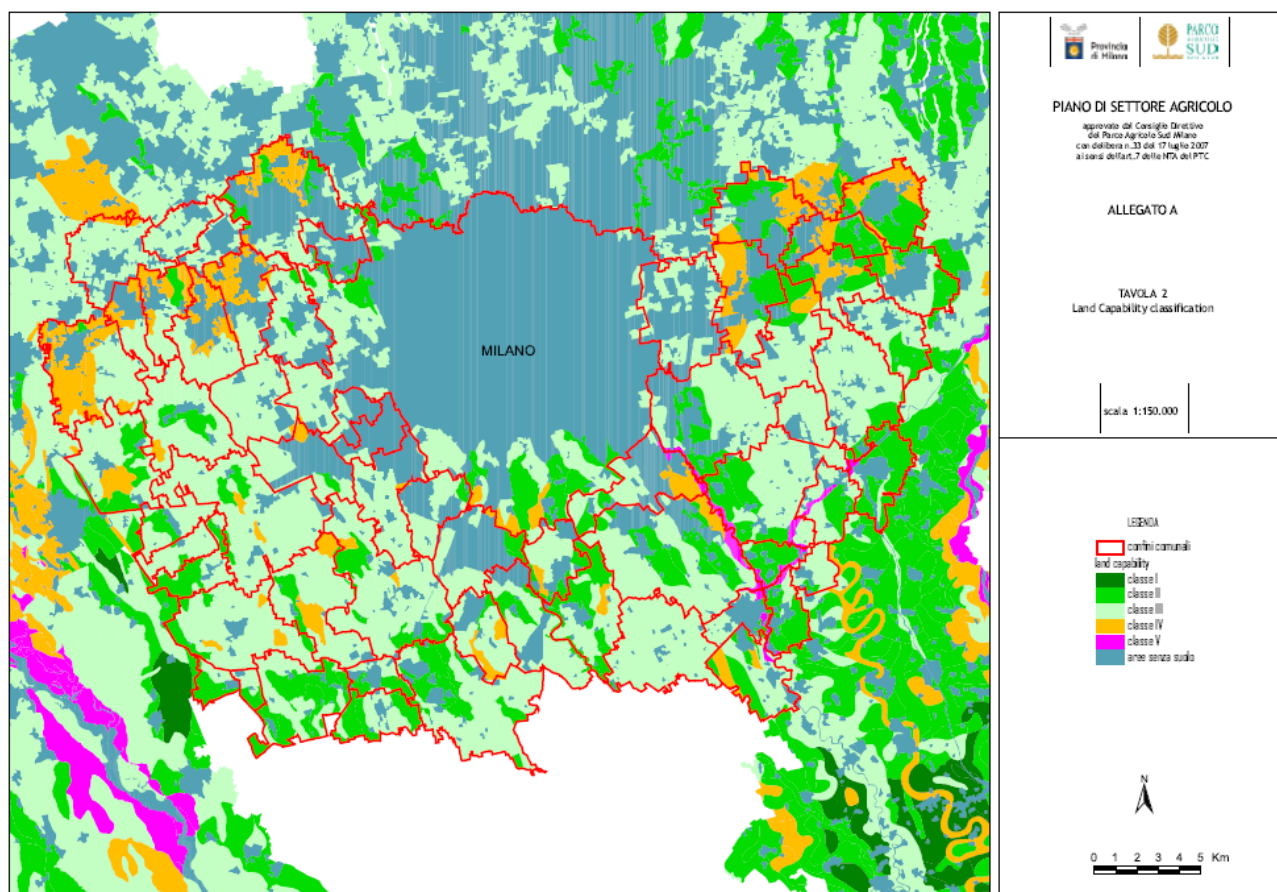 MILANO
Provincia
di Milano
PARCO
AGRICOLO
SUD
MILANO
PIANO DI SETTORE AGRICOLO
approvato dal Consiglio Direttivo
del Parco Agricolo Sud Milano
con delibera n.33 del 17 luglio 2007
ai sensi dell'art.7 delle NTA del PTC
ALLEGATO A
TAVOLA 2
Land Capability classification
scala 1:150.000
LEGENDA
confini comunali
land capability
classe I
classe II
classe III
classe IV
classe V
aree senza suolo
N
0 1 2 3 4 5 Km